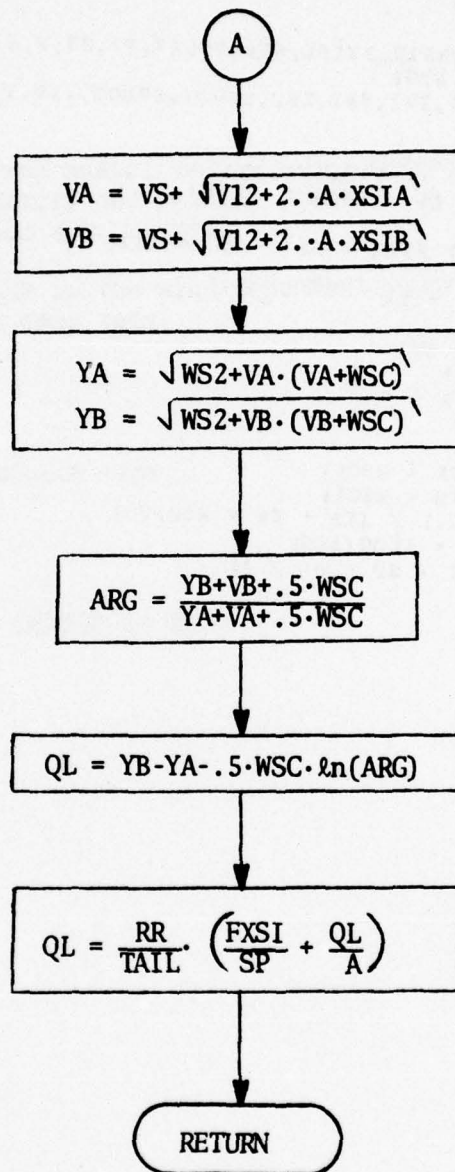 A
VA = VS+ √V12+2.·A·XSIA
VB = VS+ √V12+2.·A·XSIB
YA = √WS2+VA·(VA+WSC)
YB = √WS2+VB·(VB+WSC)
ARG = YB+VB+.5·WSC
YA+VA+.5·WSC
QL = YB-YA-.5·WSC·ℓn(ARG)
QL = RR/TAIL · (FXSI/SP + QL/A)
RETURN